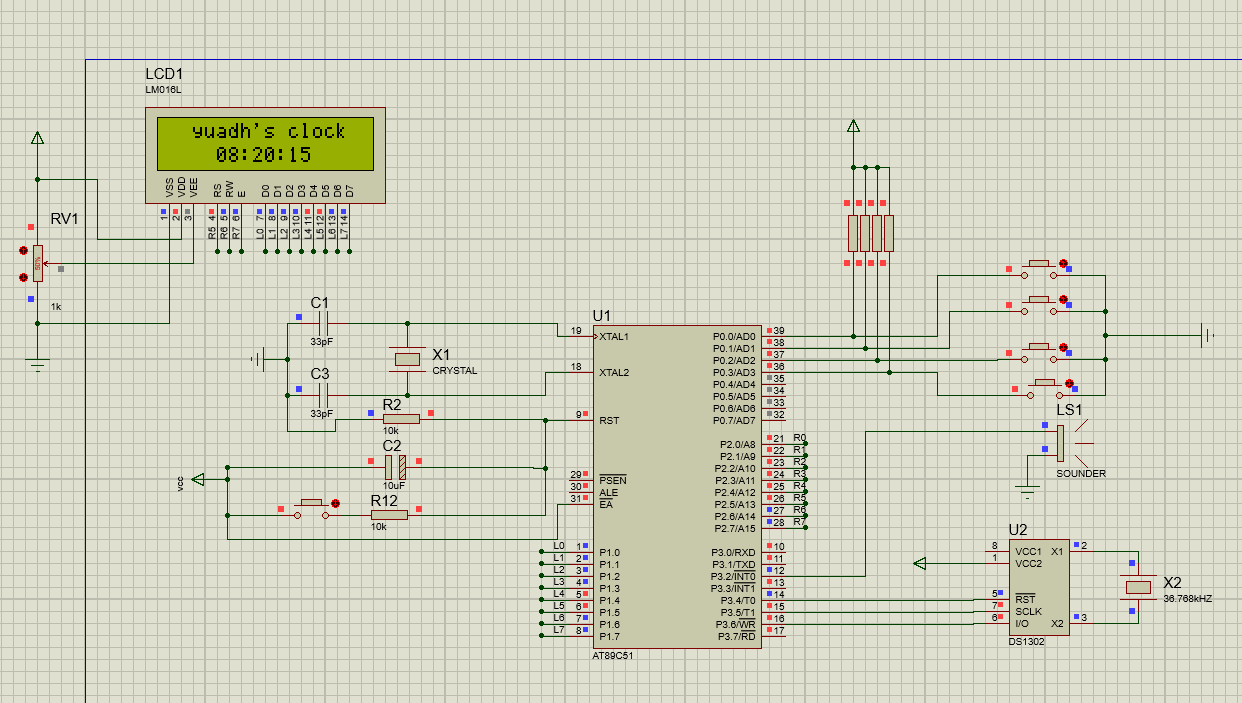 LCD1
LM016L
yuadh's clock
08:20:15
VSS VDD VEE RS RW E D0 D1 D2 D3 D4 D5 D6 D7
1 2 3 4 5 6 7 8 9 10 11 12 13 14
R5 R6 R7 L0 L1 L2 L3 L4 L5 L6 L7
RV1
50%
1k
C1
33pF
X1
CRYSTAL
C3
33pF
R2
10k
C2
10uF
vcc
R12
10k
U1
19 XTAL1
18 XTAL2
9 RST
29 PSEN
30 ALE
31 EA
L0 1 P1.0
L1 2 P1.1
L2 3 P1.2
L3 4 P1.3
L4 5 P1.4
L5 6 P1.5
L6 7 P1.6
L7 8 P1.7
P0.0/AD0 39
P0.1/AD1 38
P0.2/AD2 37
P0.3/AD3 36
P0.4/AD4 35
P0.5/AD5 34
P0.6/AD6 33
P0.7/AD7 32
P2.0/A8 21 R0
P2.1/A9 22 R1
P2.2/A10 23 R2
P2.3/A11 24 R3
P2.4/A12 25 R4
P2.5/A13 26 R5
P2.6/A14 27 R6
P2.7/A15 28 R7
P3.0/RXD 10
P3.1/TXD 11
P3.2/INT0 12
P3.3/INT1 13
P3.4/T0 14
P3.5/T1 15
P3.6/WR 16
P3.7/RD 17
AT89C51
LS1
SOUNDER
U2
8 VCC1 X1 2
1 VCC2
5 RST
7 SCLK
6 I/O X2 3
DS1302
X2
36.768kHZ